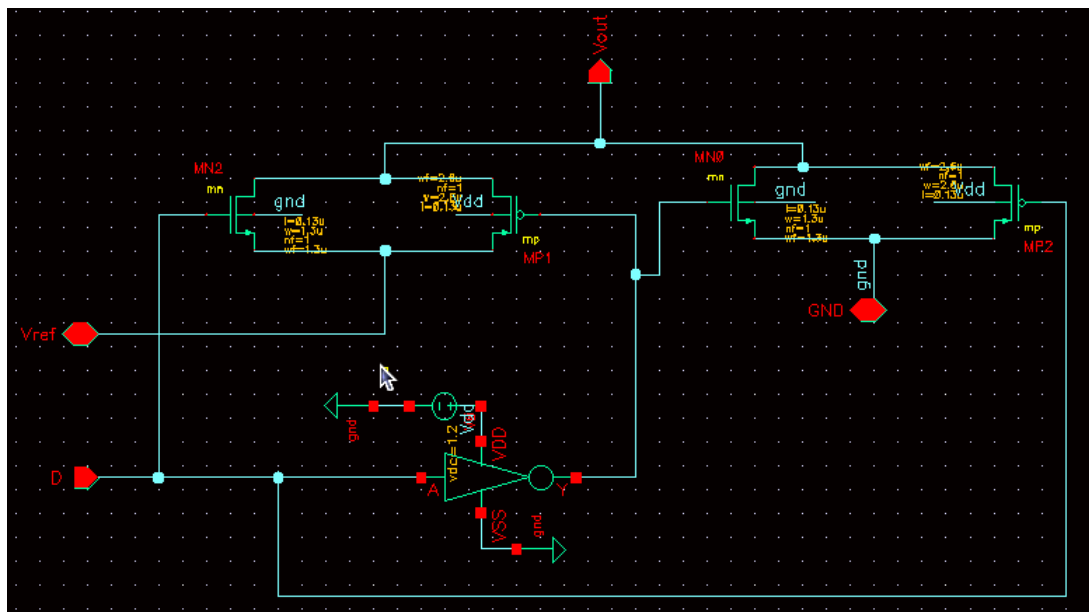 Vout
MN2
mn
gnd
l=0.13u
w=1.3u
nf=1
wf=1.3u
wf=2.6u
nf=1
w=2.6u
l=0.13u
vdd
mp
MP1
MN0
mn
gnd
l=0.13u
w=1.3u
nf=1
wf=1.3u
wf=2.6u
nf=1
w=2.6u
l=0.13u
vdd
mp
MP2
gnd
GND
Vref
gnd
Vdd
vdc=1.2
VDD
D
A
Y
VSS
gnd